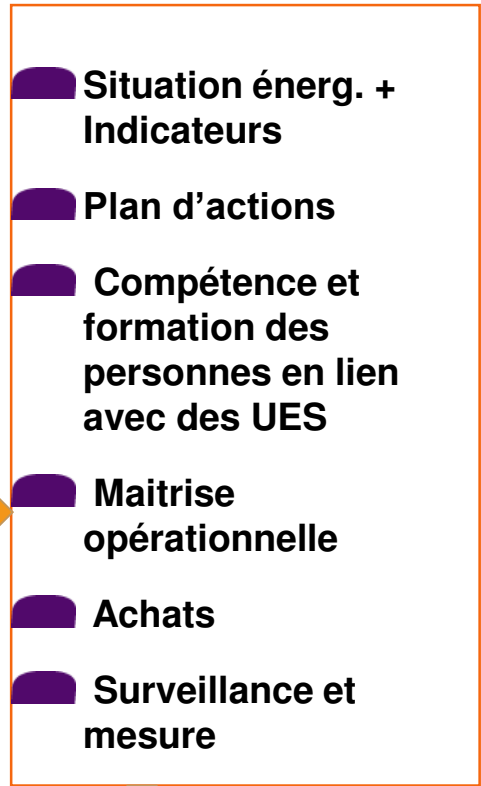 Situation énerg. +
Indicateurs
Plan d’actions
Compétence et
formation des
personnes en lien
avec des UES
Maitrise
opérationnelle
Achats
Surveillance et
mesure